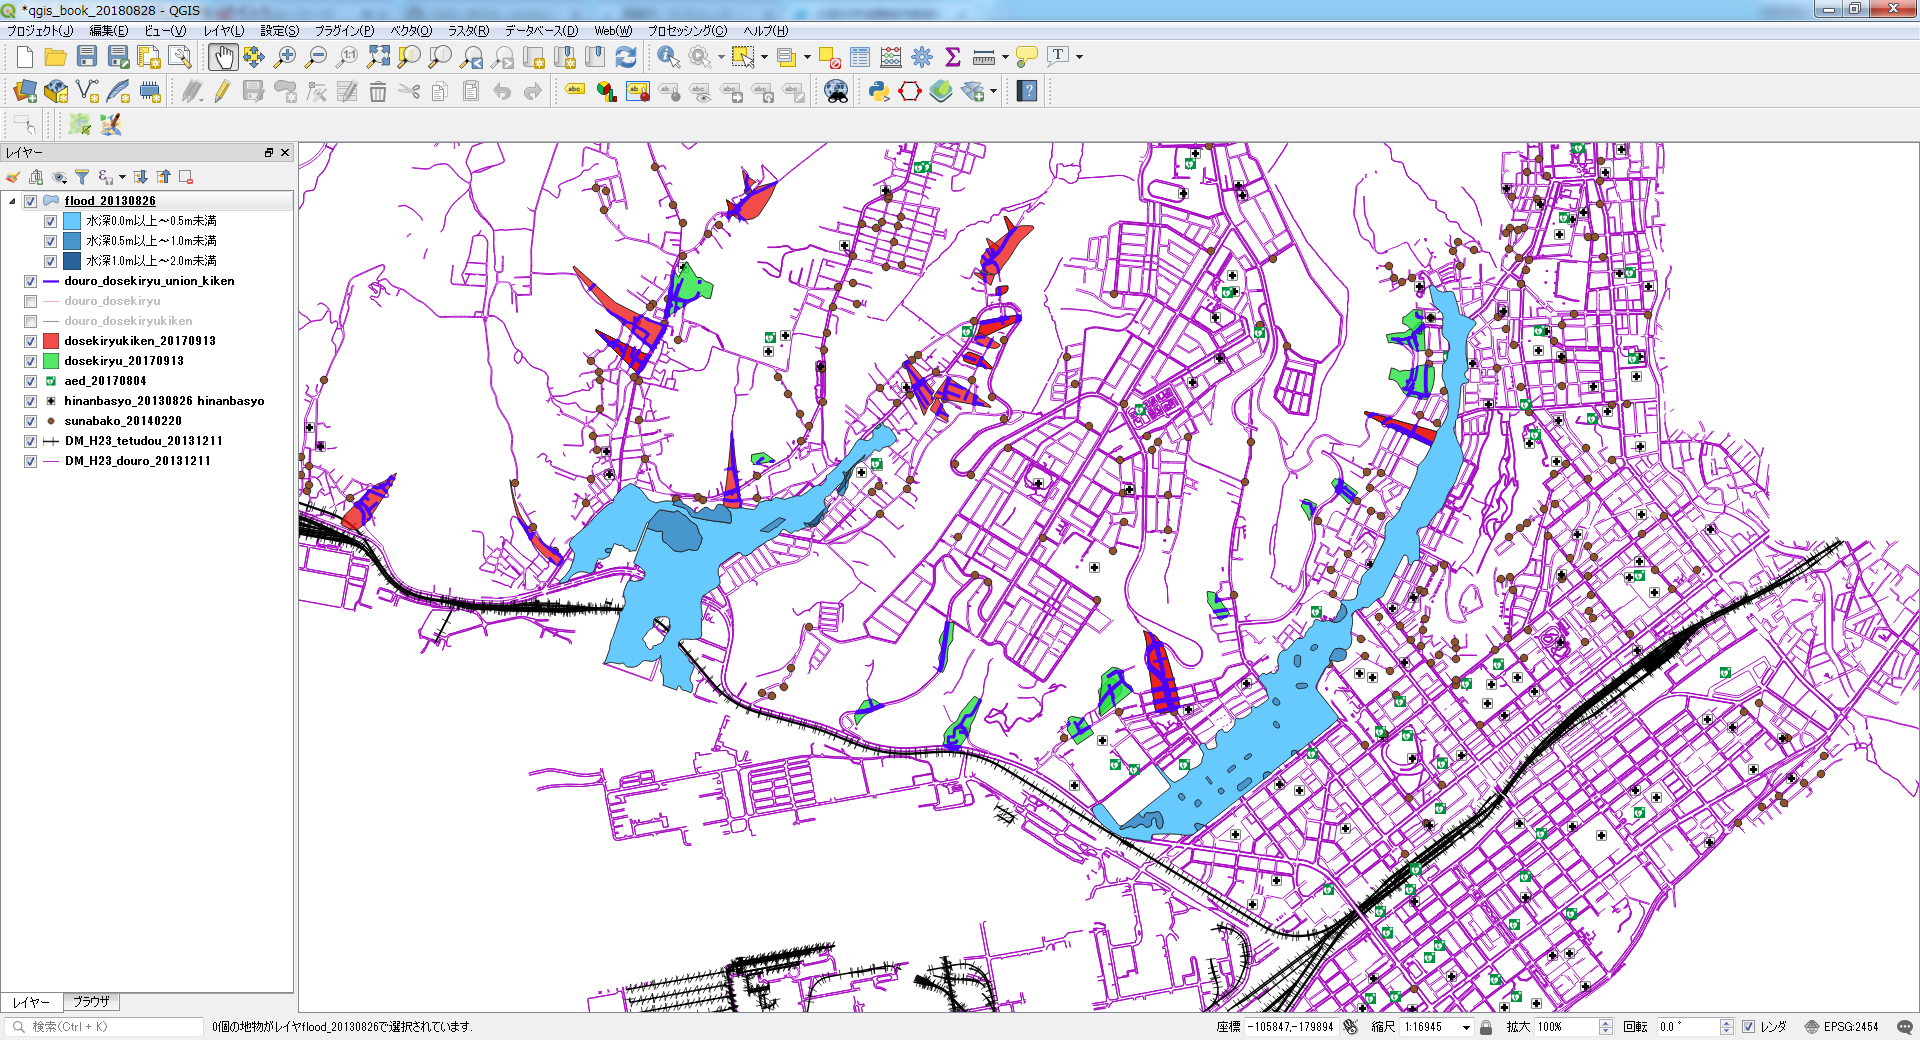 *qgis_book_20180828 - QGIS
プロジェクト(J) 編集(E) ビュー(V) レイヤ(L) 設定(S) プラグイン(P) ベクタ(O) ラスタ(R) データベース(D) Web(W) プロセッシング(C) ヘルプ(H)
レイヤー
flood_20130826
水深0.0m以上～0.5m未満
水深0.5m以上～1.0m未満
水深1.0m以上～2.0m未満
douro_dosekiryu_union_kiken
douro_dosekiryu
douro_dosekiryukiken
dosekiryukiken_20170913
dosekiryu_20170913
aed_20170804
hinanbasyo_20130826 hinanbasyo
sunabako_20140220
DM_H23_tetudou_20131211
DM_H23_douro_20131211
レイヤー ブラウザ
検索(Ctrl + K) 0個の地物がレイヤflood_20130826で選択されています. 座標 -105847,-179894 縮尺 1:16945 拡大 100% 回転 0.0 ° レンダ EPSG:2454